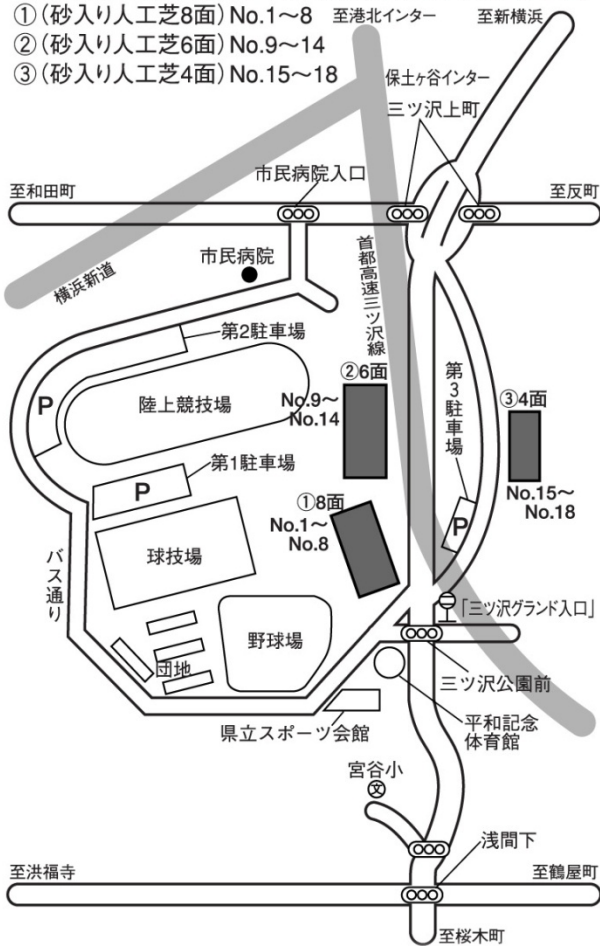 ①(砂入り人工芝8面)No.1〜8
②(砂入り人工芝6面)No.9〜14
③(砂入り人工芝4面)No.15〜18
至港北インター
至新横浜
保土ヶ谷インター
三ツ沢上町
市民病院入口
至和田町
至反町
市民病院
横浜新道
首都高速三ツ沢線
第2駐車場
P
陸上競技場
②6面
No.9〜
No.14
第3駐車場
③4面
No.15〜
No.18
第1駐車場
P
①8面
No.1〜
No.8
P
球技場
バス通り
「三ツ沢グランド入口」
野球場
団地
三ツ沢公園前
県立スポーツ会館
平和記念
体育館
宮谷小
文
浅間下
至洪福寺
至鶴屋町
至桜木町